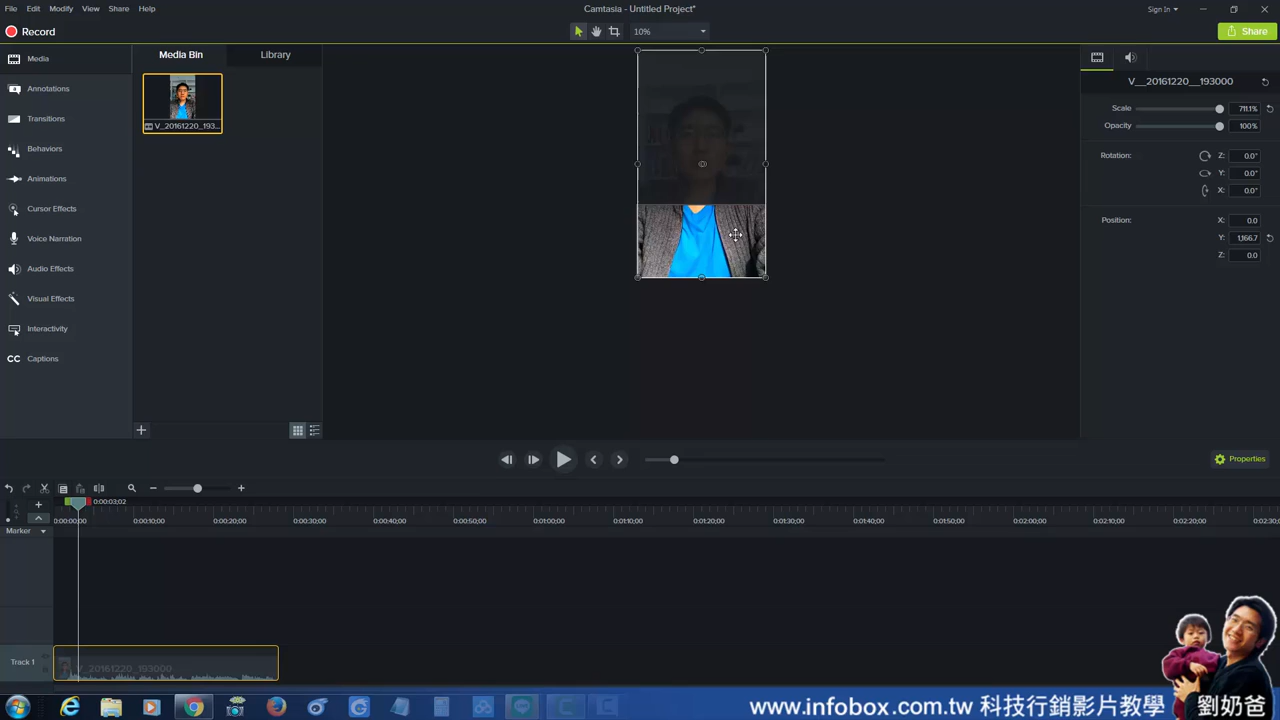 File Edit Modify View Share Help
Camtasia - Untitled Project*
Sign In
Record
10%
Share
Media
Annotations
Transitions
Behaviors
Animations
Cursor Effects
Voice Narration
Audio Effects
Visual Effects
Interactivity
Captions
Media Bin
Library
V_20161220_193...
V__20161220__193000
Scale 711.1%
Opacity 100%
Rotation: Z: 0.0°
Y: 0.0°
X: 0.0°
Position: X: 0.0
Y: 1,166.7
Z: 0.0
Properties
0:00:03;02
0:00:00;00 0:00:10;00 0:00:20;00 0:00:30;00 0:00:40;00 0:00:50;00 0:01:00;00 0:01:10;00 0:01:20;00 0:01:30;00 0:01:40;00 0:01:50;00 0:02:00;00 0:02:10;00 0:02:20;00 0:02:30;
Marker
Track 1
V_20161220_193000
www.infobox.com.tw 科技行銷影片教學
劉奶爸